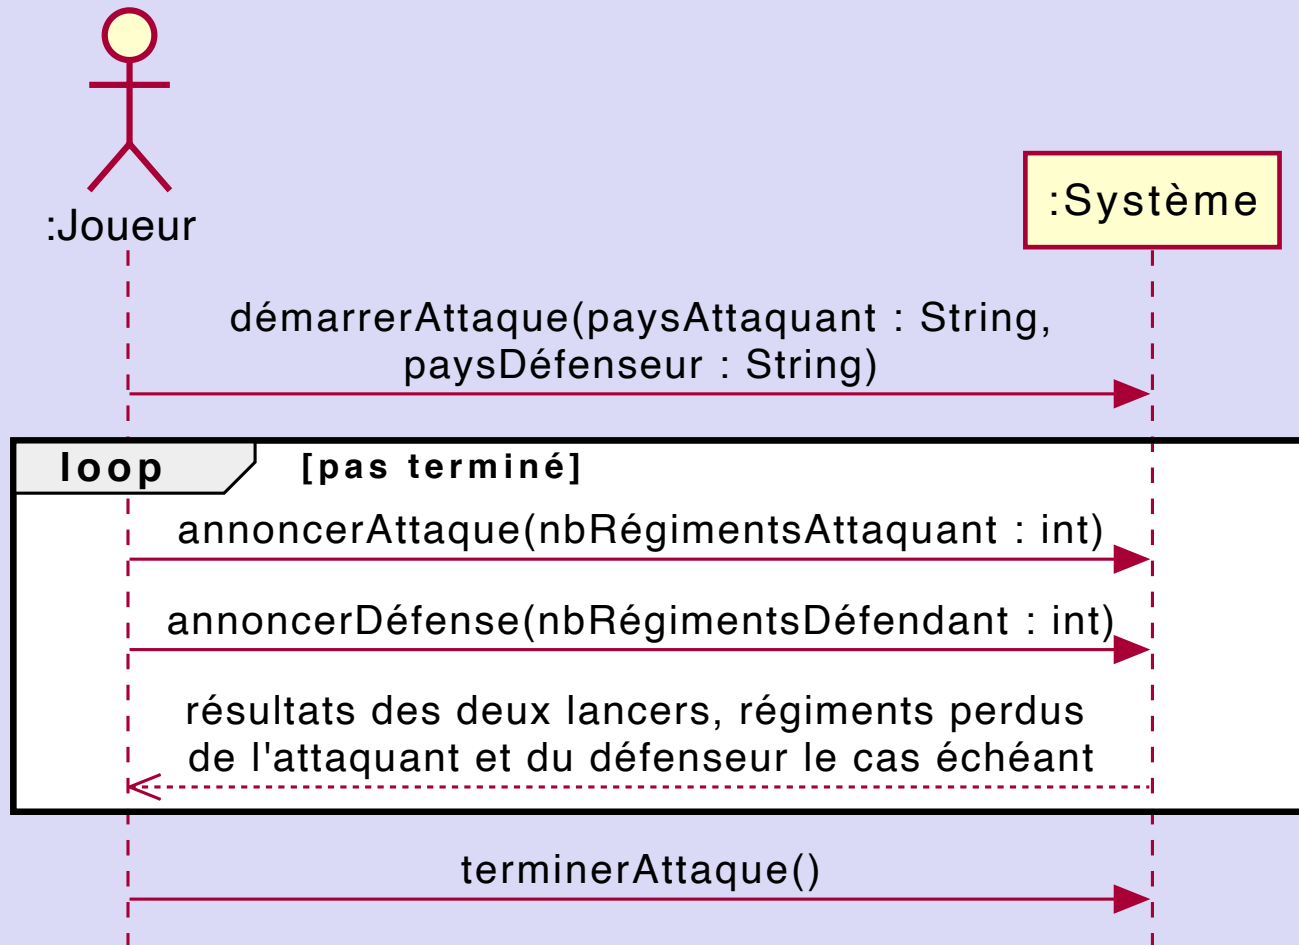 :Joueur
:Système
démarrerAttaque(paysAttaquant : String,
paysDéfenseur : String)
loop [pas terminé]
annoncerAttaque(nbRégimentsAttaquant : int)
annoncerDéfense(nbRégimentsDéfendant : int)
résultats des deux lancers, régiments perdus
de l'attaquant et du défenseur le cas échéant
terminerAttaque()